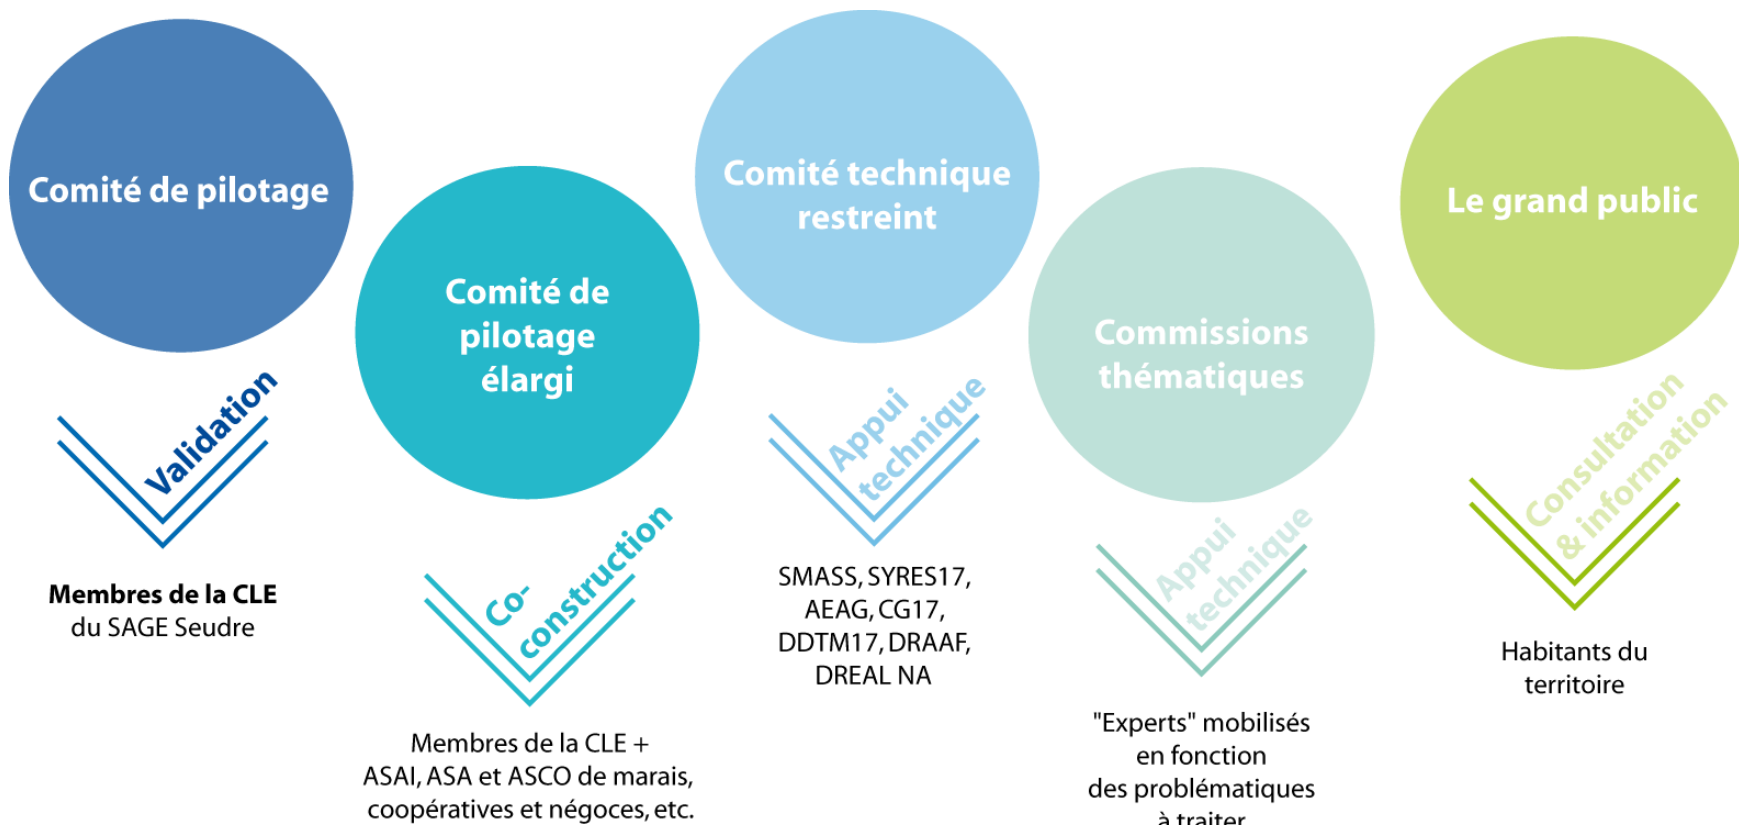 Comité de pilotage
Validation
Membres de la CLE
du SAGE Seudre
Comité de
pilotage
élargi
Co-
construction
Membres de la CLE +
ASAI, ASA et ASCO de marais,
coopératives et négoces, etc.
Comité technique
restreint
Appui
technique
SMASS, SYRES17,
AEAG, CG17,
DDTM17, DRAAF,
DREAL NA
Commissions
thématiques
Appui
technique
"Experts" mobilisés
en fonction
des problématiques
à traiter
Le grand public
Consultation
& information
Habitants du
territoire